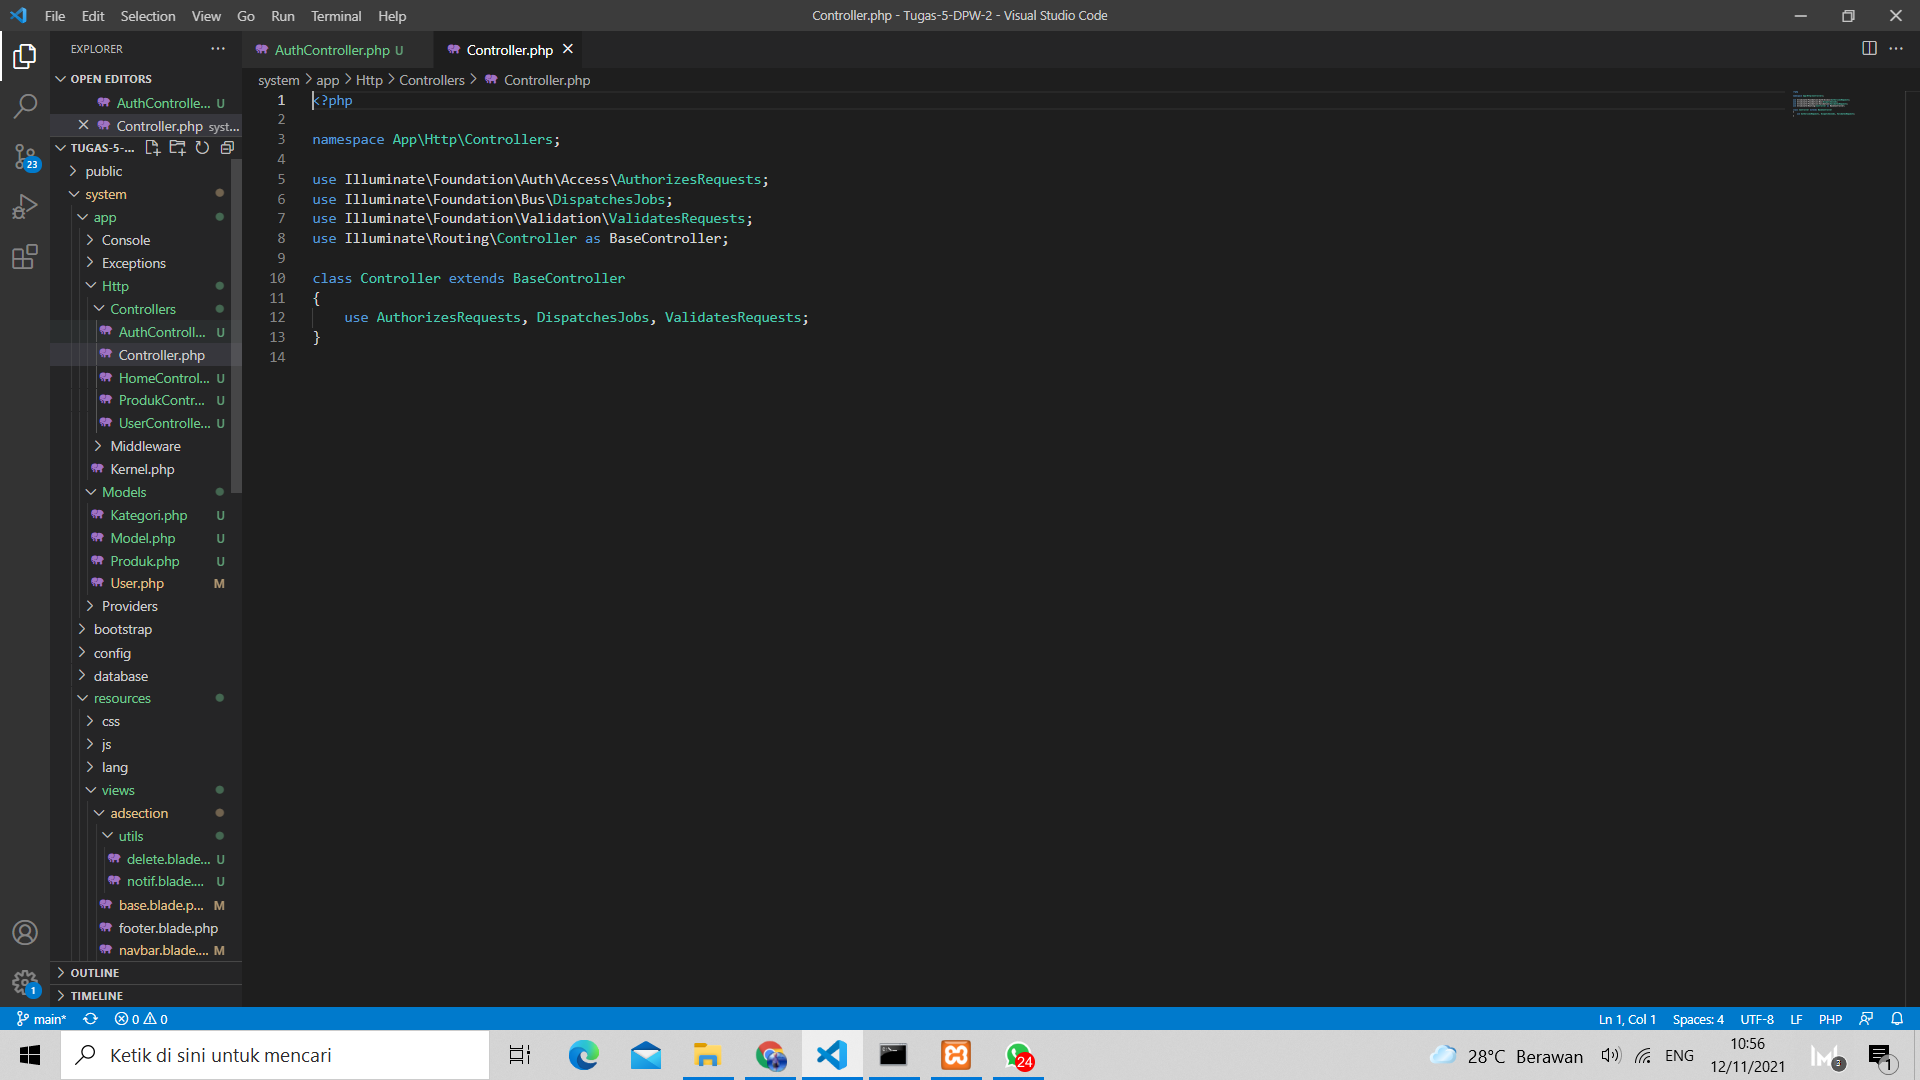 File Edit Selection View Go Run Terminal Help
Controller.php - Tugas-5-DPW-2 - Visual Studio Code
EXPLORER
OPEN EDITORS
AuthControlle... U
Controller.php syst...
TUGAS-5-...
public
system
app
Console
Exceptions
Http
Controllers
AuthControll... U
Controller.php
HomeControl... U
ProdukContr... U
UserControlle... U
Middleware
Kernel.php
Models
Kategori.php U
Model.php U
Produk.php U
User.php M
Providers
bootstrap
config
database
resources
css
js
lang
views
adsection
utils
delete.blade.... U
notif.blade.... U
base.blade.p... M
footer.blade.php
navbar.blade.... M
OUTLINE
TIMELINE
23
1
AuthController.php U
Controller.php
system > app > Http > Controllers > Controller.php
1 <?php
2
3 namespace App\Http\Controllers;
4
5 use Illuminate\Foundation\Auth\Access\AuthorizesRequests;
6 use Illuminate\Foundation\Bus\DispatchesJobs;
7 use Illuminate\Foundation\Validation\ValidatesRequests;
8 use Illuminate\Routing\Controller as BaseController;
9
10 class Controller extends BaseController
11 {
12 use AuthorizesRequests, DispatchesJobs, ValidatesRequests;
13 }
14
main* 0 0
Ln 1, Col 1 Spaces: 4 UTF-8 LF PHP
Ketik di sini untuk mencari
24
28°C Berawan
ENG
10:56
12/11/2021
3
1